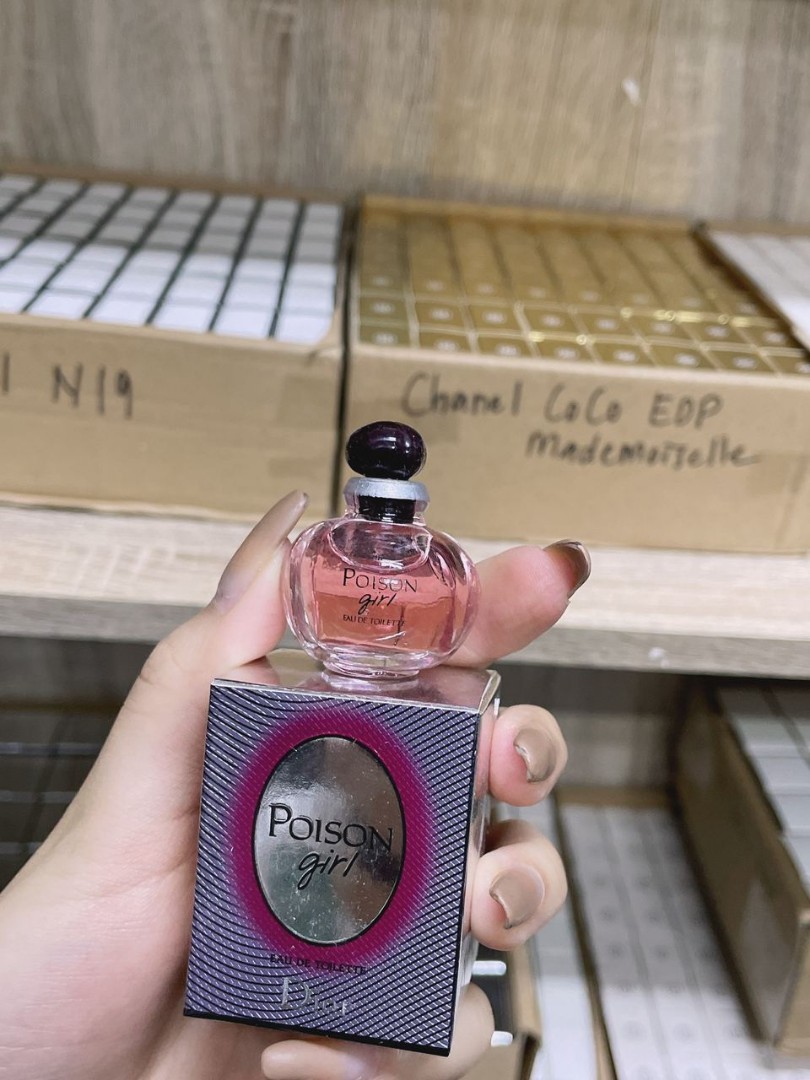 N19
Chanel CoCo EDP
Mademoiselle
POISON
girl
EAU DE TOILETTE
POISON
girl
EAU DE TOILETTE
Dior